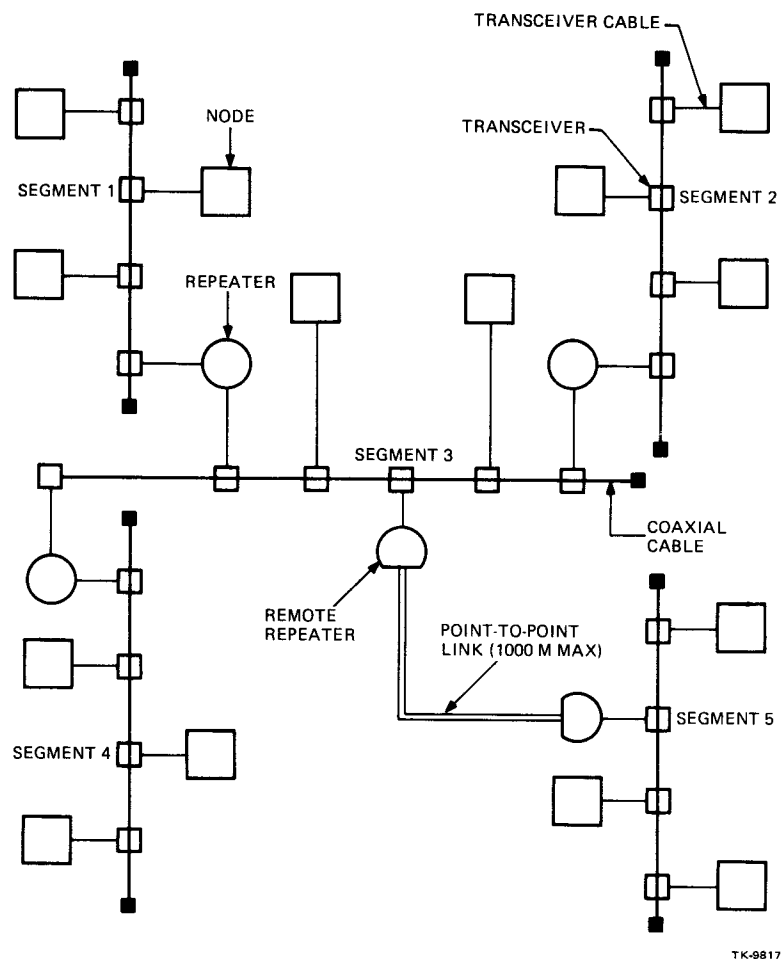 TRANSCEIVER CABLE
NODE
TRANSCEIVER
SEGMENT 1
SEGMENT 2
REPEATER
SEGMENT 3
COAXIAL
CABLE
REMOTE
REPEATER
POINT-TO-POINT
LINK (1000 M MAX)
SEGMENT 4
SEGMENT 5
TK-9817